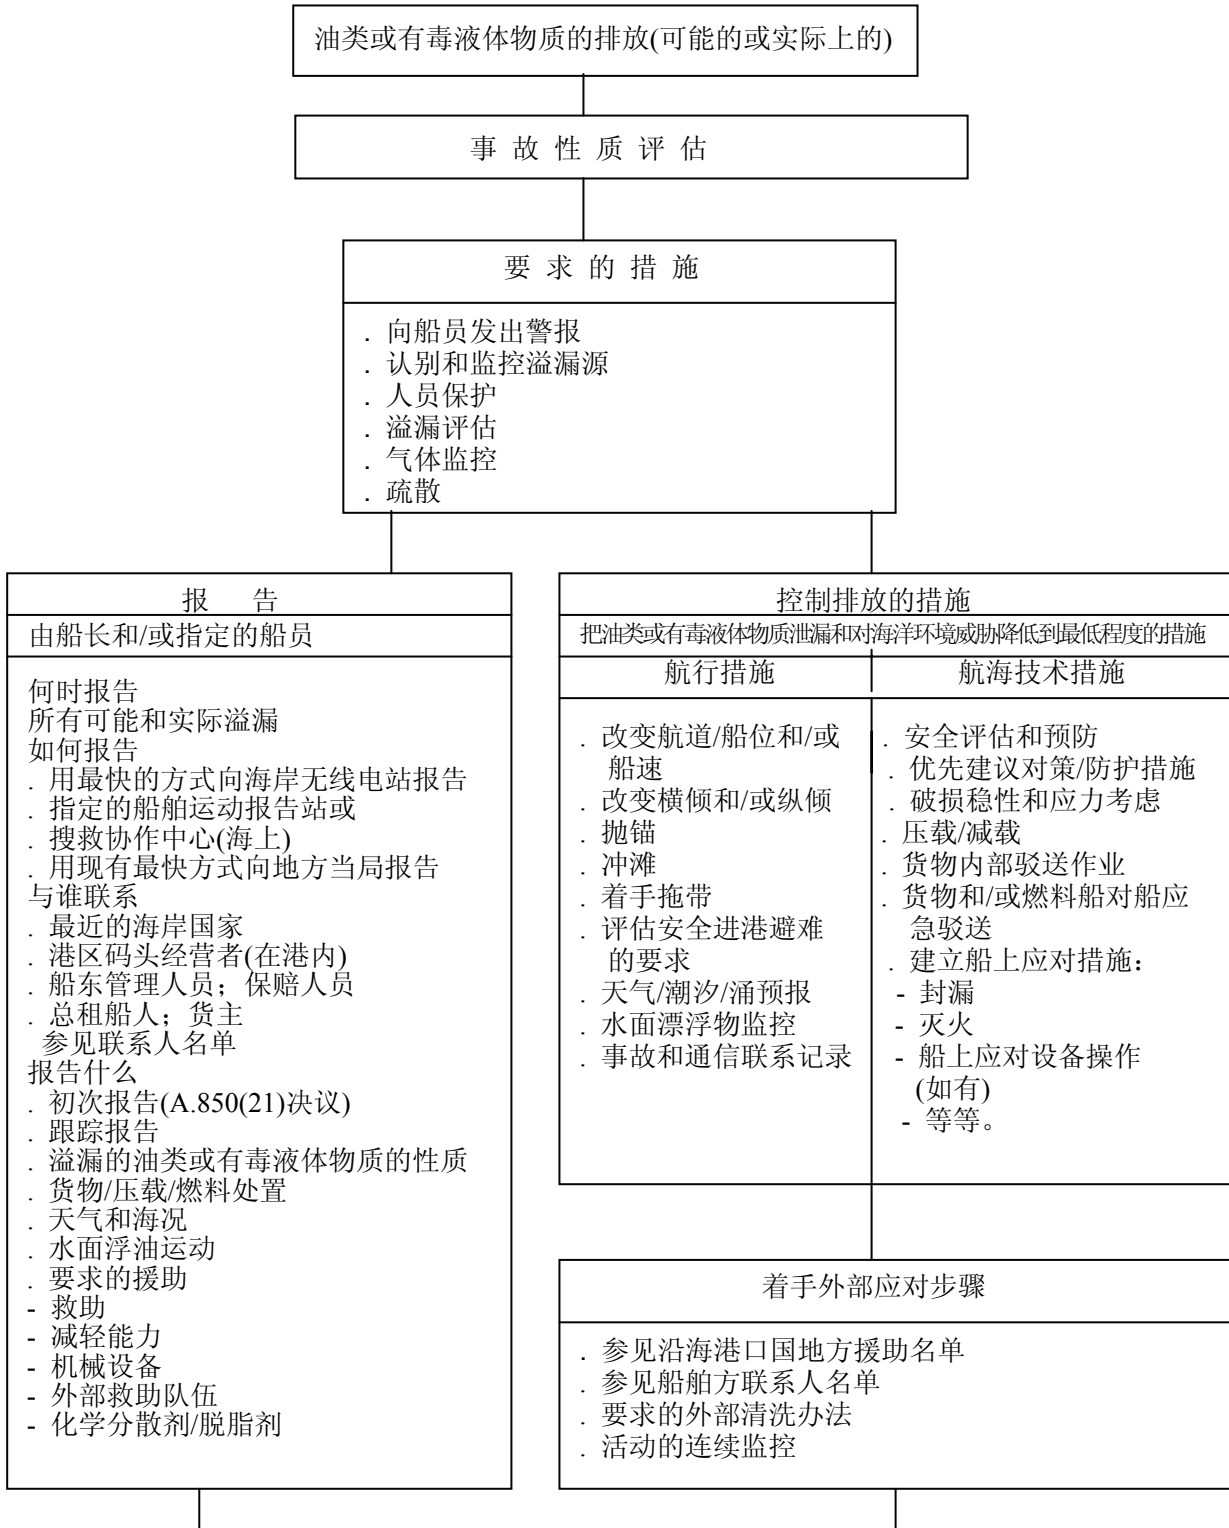 油类或有毒液体物质的排放(可能的或实际上的)
事 故 性 质 评 估
要 求 的 措 施
. 向船员发出警报
. 认别和监控溢漏源
. 人员保护
. 溢漏评估
. 气体监控
. 疏散
报 告
由船长和/或指定的船员
何时报告
所有可能和实际溢漏
如何报告
. 用最快的方式向海岸无线电站报告
. 指定的船舶运动报告站或
. 搜救协作中心(海上)
. 用现有最快方式向地方当局报告
与谁联系
. 最近的海岸国家
. 港区码头经营者(在港内)
. 船东管理人员；保赔人员
. 总租船人；货主
参见联系人名单
报告什么
. 初次报告(A.850(21)决议)
. 跟踪报告
. 溢漏的油类或有毒液体物质的性质
. 货物/压载/燃料处置
. 天气和海况
. 水面浮油运动
. 要求的援助
- 救助
- 减轻能力
- 机械设备
- 外部救助队伍
- 化学分散剂/脱脂剂
控制排放的措施
把油类或有毒液体物质泄漏和对海洋环境威胁降低到最低程度的措施
航行措施
. 改变航道/船位和/或
船速
. 改变横倾和/或纵倾
. 抛锚
. 冲滩
. 着手拖带
. 评估安全进港避难
的要求
. 天气/潮汐/涌预报
. 水面漂浮物监控
. 事故和通信联系记录
航海技术措施
. 安全评估和预防
. 优先建议对策/防护措施
. 破损稳性和应力考虑
. 压载/减载
. 货物内部驳送作业
. 货物和/或燃料船对船应
急驳送
. 建立船上应对措施：
- 封漏
- 灭火
- 船上应对设备操作
(如有)
- 等等。
着手外部应对步骤
. 参见沿海港口国地方援助名单
. 参见船舶方联系人名单
. 要求的外部清洗办法
. 活动的连续监控